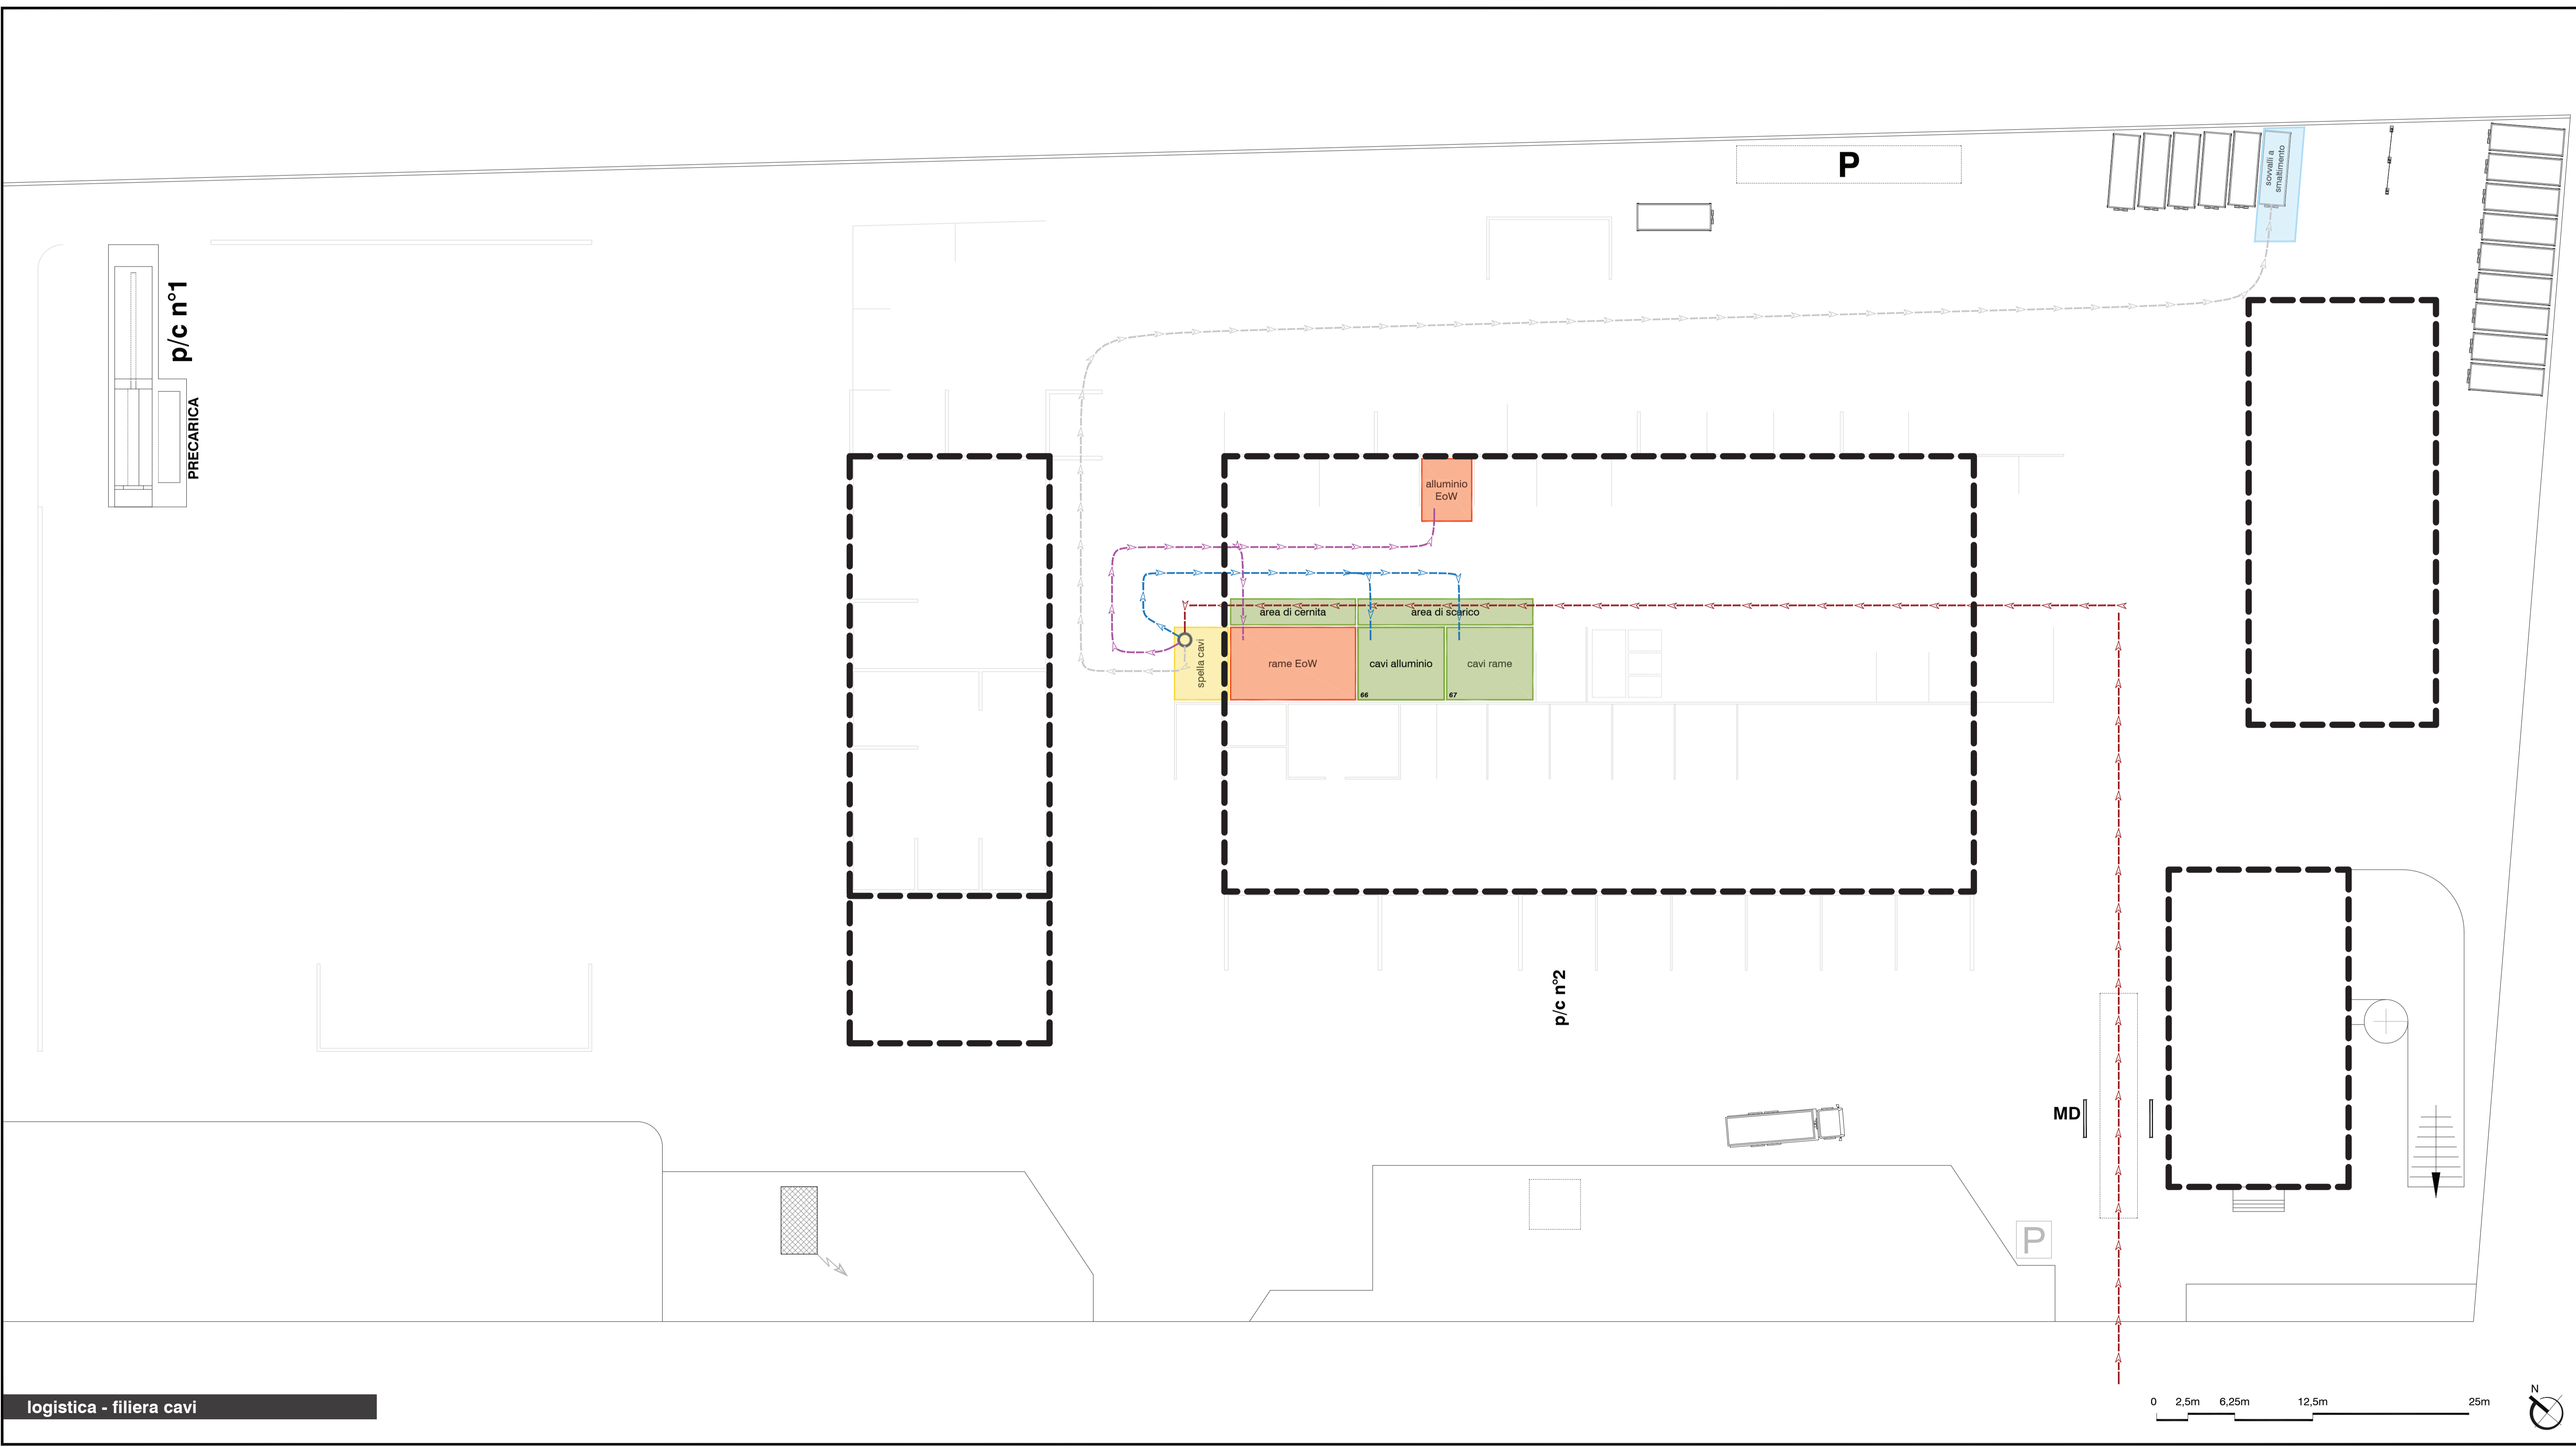 P
sovvalli a
smaltimento
p/c n°1
PRECARICA
alluminio
EoW
area di cernita
area di scarico
spella cavi
rame EoW
cavi alluminio
cavi rame
66
67
p/c n°2
MD
P
logistica - filiera cavi
0
2,5m
6,25m
12,5m
25m
N